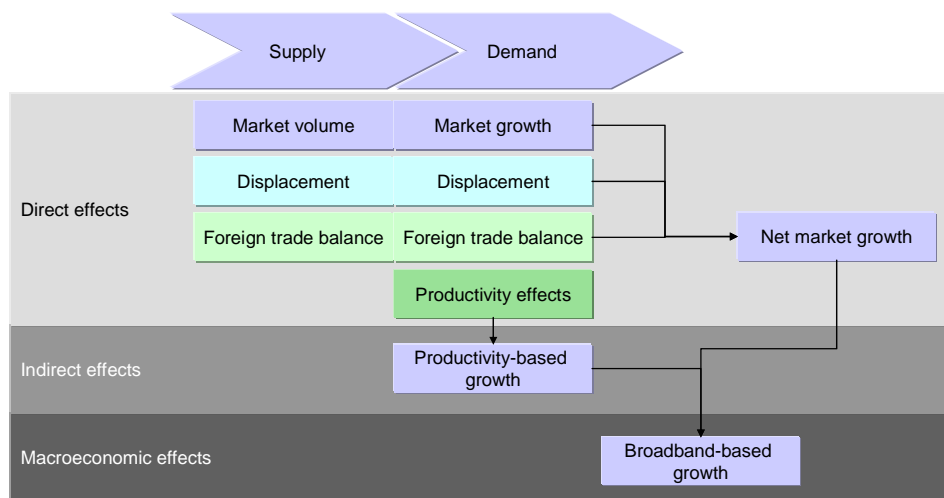 Supply
Demand
Market volume
Market growth
Displacement
Displacement
Direct effects
Foreign trade balance
Foreign trade balance
Net market growth
Productivity effects
Indirect effects
Productivity-based
growth
Macroeconomic effects
Broadband-based
growth